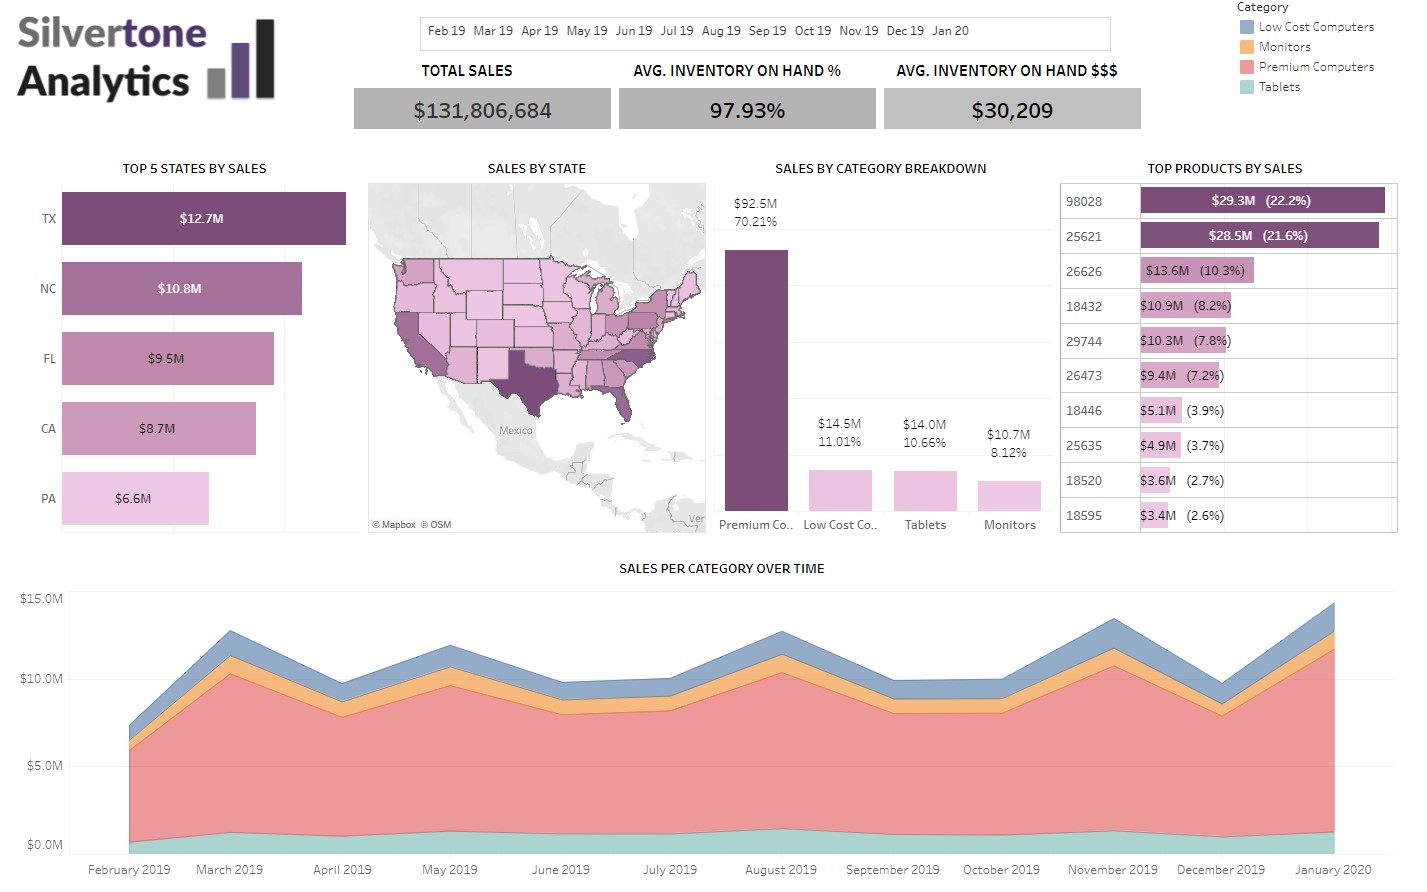 Silvertone
Analytics
Feb 19 Mar 19 Apr 19 May 19 Jun 19 Jul 19 Aug 19 Sep 19 Oct 19 Nov 19 Dec 19 Jan 20
Category
Low Cost Computers
Monitors
Premium Computers
Tablets
TOTAL SALES
$131,806,684
AVG. INVENTORY ON HAND %
97.93%
AVG. INVENTORY ON HAND $$$
$30,209
TOP 5 STATES BY SALES
TX $12.7M
NC $10.8M
FL $9.5M
CA $8.7M
PA $6.6M
SALES BY STATE
Mexico
Ver
© Mapbox © OSM
SALES BY CATEGORY BREAKDOWN
$92.5M
70.21%
$14.5M
11.01%
$14.0M
10.66%
$10.7M
8.12%
Premium Co.. Low Cost Co.. Tablets Monitors
TOP PRODUCTS BY SALES
98028 $29.3M (22.2%)
25621 $28.5M (21.6%)
26626 $13.6M (10.3%)
18432 $10.9M (8.2%)
29744 $10.3M (7.8%)
26473 $9.4M (7.2%)
18446 $5.1M (3.9%)
25635 $4.9M (3.7%)
18520 $3.6M (2.7%)
18595 $3.4M (2.6%)
SALES PER CATEGORY OVER TIME
$15.0M
$10.0M
$5.0M
$0.0M
February 2019 March 2019 April 2019 May 2019 June 2019 July 2019 August 2019 September 2019 October 2019 November 2019 December 2019 January 2020